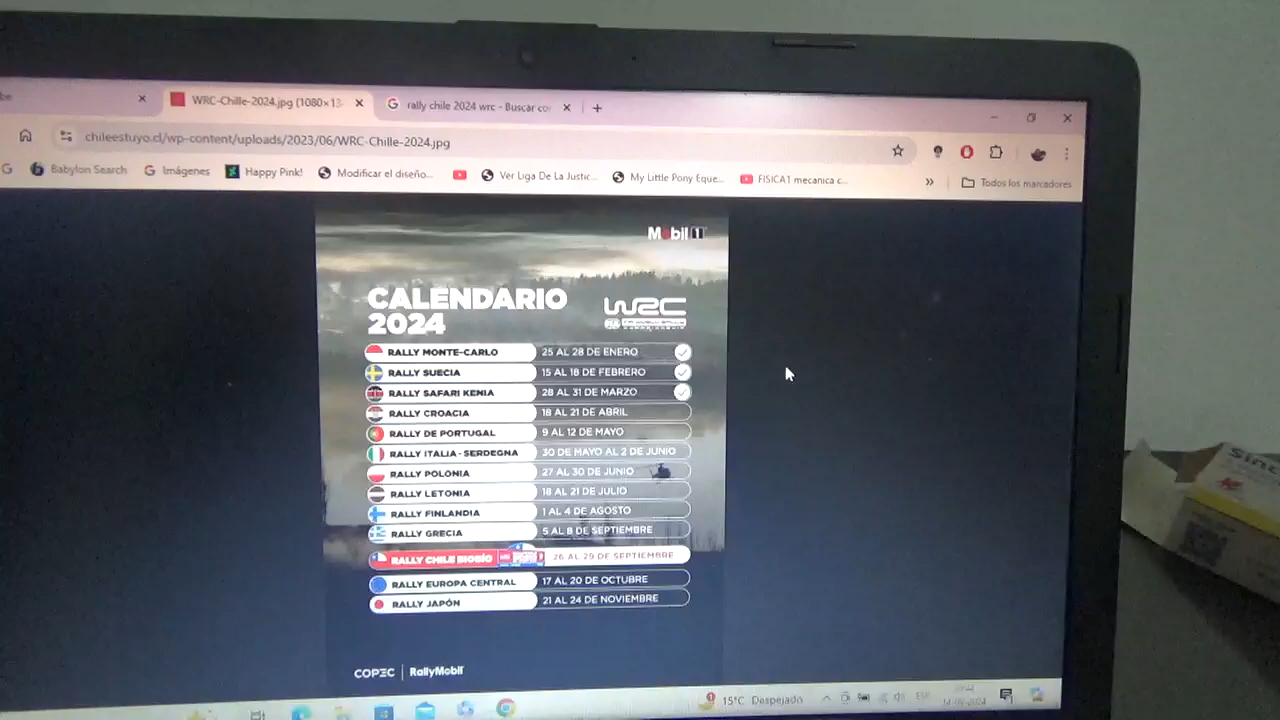 be
WRC-Chille-2024.jpg (1080×13
rally chile 2024 wrc - Buscar co
chileestuyo.cl/wp-content/uploads/2023/06/WRC-Chille-2024.jpg
Babylon Search
Imágenes
Happy Pink!
Modificar el diseño...
Ver Liga De La Justic...
My Little Pony Eque...
FISICA1 mecanica c...
»
Todos los marcadores
Mobil 1
CALENDARIO
2024
WRC
RALLY MONTE-CARLO 25 AL 28 DE ENERO
RALLY SUECIA 15 AL 18 DE FEBRERO
RALLY SAFARI KENIA 28 AL 31 DE MARZO
RALLY CROACIA 18 AL 21 DE ABRIL
RALLY DE PORTUGAL 9 AL 12 DE MAYO
RALLY ITALIA - SERDEGNA 30 DE MAYO AL 2 DE JUNIO
RALLY POLONIA 27 AL 30 DE JUNIO
RALLY LETONIA 18 AL 21 DE JULIO
RALLY FINLANDIA 1 AL 4 DE AGOSTO
RALLY GRECIA 5 AL 8 DE SEPTIEMBRE
RALLY CHILE BIOBÍO 26 AL 29 DE SEPTIEMBRE
RALLY EUROPA CENTRAL 17 AL 20 DE OCTUBRE
RALLY JAPÓN 21 AL 24 DE NOVIEMBRE
COPEC RallyMobil
15°C Despejado
ESP